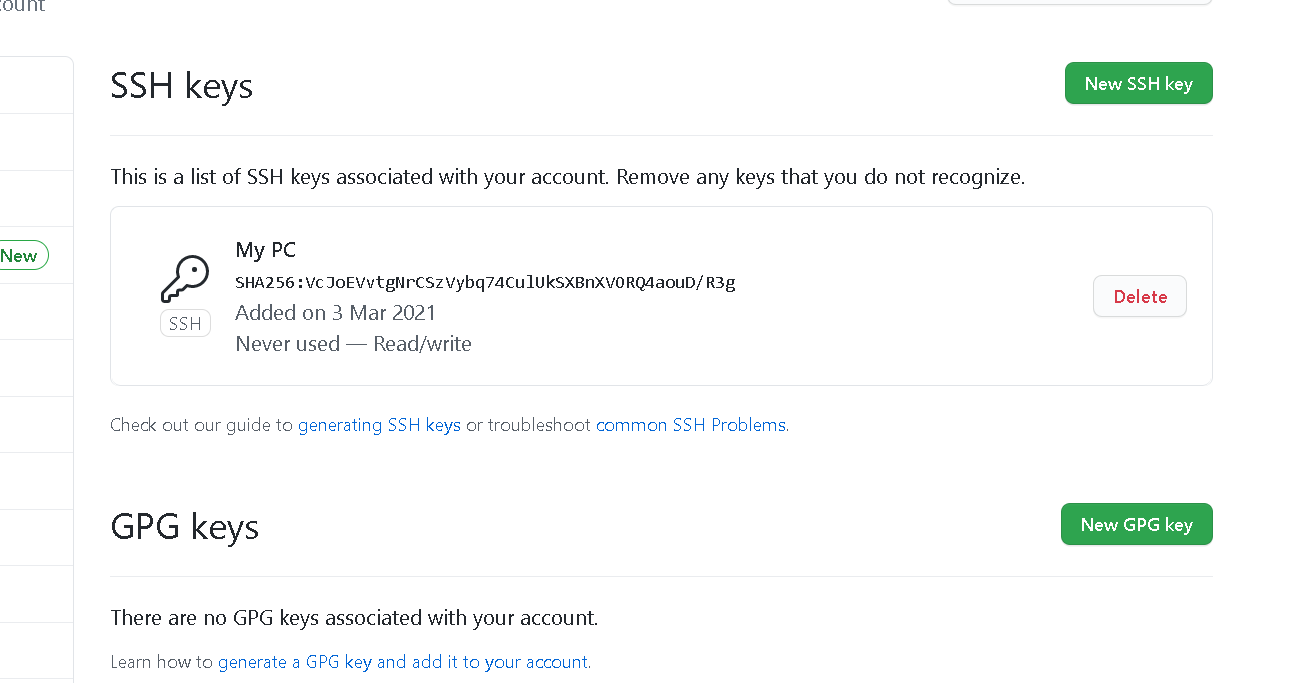 count
SSH keys
New SSH key
This is a list of SSH keys associated with your account. Remove any keys that you do not recognize.
New
My PC
SHA256:VcJoEVvtgNrCSzVybq74CulUkSXBnXV0RQ4aouD/R3g
Added on 3 Mar 2021
Never used — Read/write
SSH
Delete
Check out our guide to generating SSH keys or troubleshoot common SSH Problems.
GPG keys
New GPG key
There are no GPG keys associated with your account.
Learn how to generate a GPG key and add it to your account.